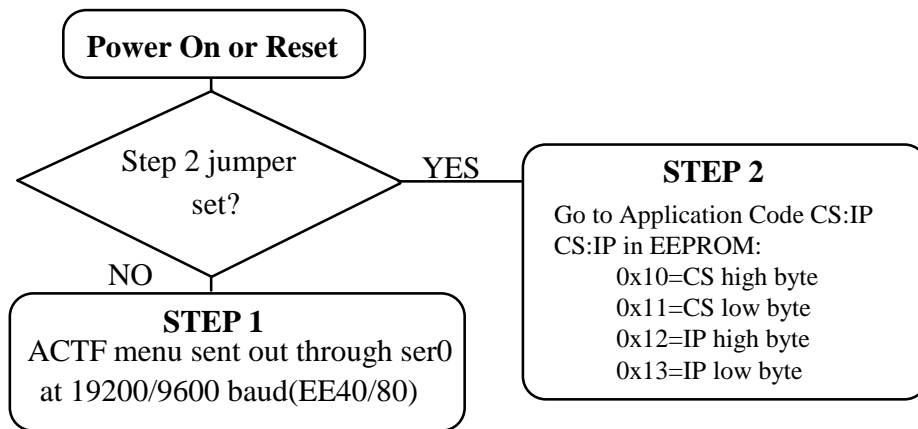 Power On or Reset
Step 2 jumper
set?
YES
NO
STEP 1
ACTF menu sent out through ser0
at 19200/9600 baud(EE40/80)
STEP 2
Go to Application Code CS:IP
CS:IP in EEPROM:
0x10=CS high byte
0x11=CS low byte
0x12=IP high byte
0x13=IP low byte